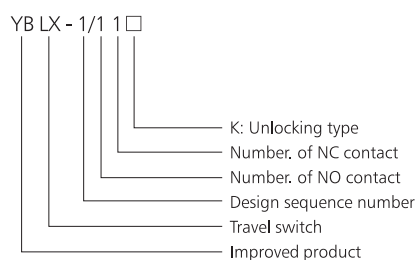 YB LX - 1/1 1 □
K: Unlocking type
Number. of NC contact
Number. of NO contact
Design sequence number
Travel switch
Improved product